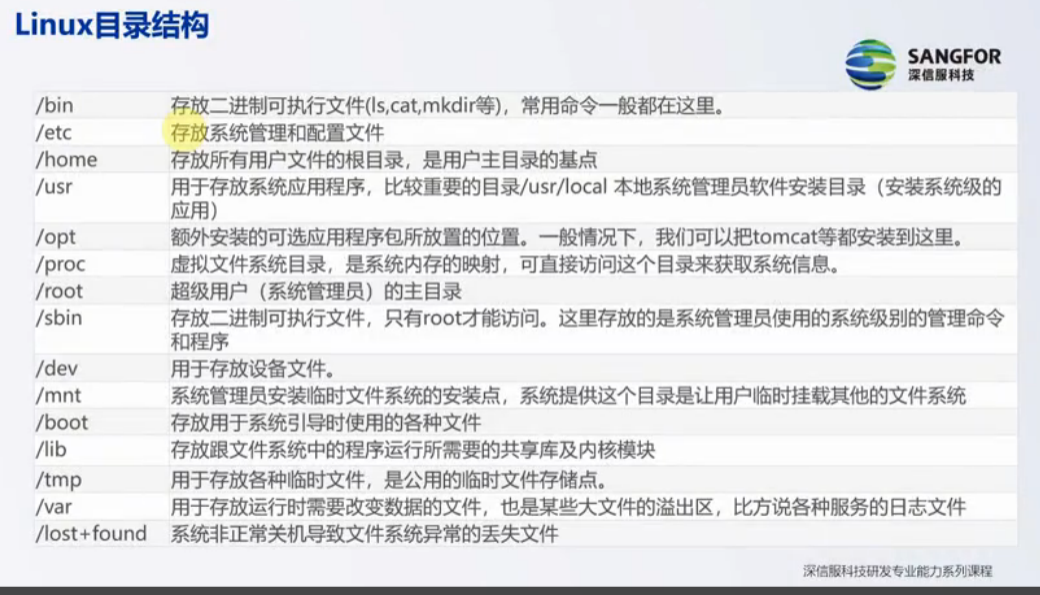 Linux目录结构
SANGFOR
深信服科技
/bin 存放二进制可执行文件(ls,cat,mkdir等)，常用命令一般都在这里。
/etc 存放系统管理和配置文件
/home 存放所有用户文件的根目录，是用户主目录的基点
/usr 用于存放系统应用程序，比较重要的目录/usr/local 本地系统管理员软件安装目录（安装系统级的
应用）
/opt 额外安装的可选应用程序包所放置的位置。一般情况下，我们可以把tomcat等都安装到这里。
/proc 虚拟文件系统目录，是系统内存的映射，可直接访问这个目录来获取系统信息。
/root 超级用户（系统管理员）的主目录
/sbin 存放二进制可执行文件，只有root才能访问。这里存放的是系统管理员使用的系统级别的管理命令
和程序
/dev 用于存放设备文件。
/mnt 系统管理员安装临时文件系统的安装点，系统提供这个目录是让用户临时挂载其他的文件系统
/boot 存放用于系统引导时使用的各种文件
/lib 存放跟文件系统中的程序运行所需要的共享库及内核模块
/tmp 用于存放各种临时文件，是公用的临时文件存储点。
/var 用于存放运行时需要改变数据的文件，也是某些大文件的溢出区，比方说各种服务的日志文件
/lost+found 系统非正常关机导致文件系统异常的丢失文件
深信服科技研发专业能力系列课程